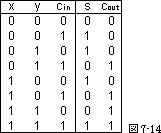 X y Cin S Cout
0 0 0 0 0
0 0 1 1 0
0 1 0 1 0
0 1 1 0 1
1 0 0 1 0
1 0 1 0 1
1 1 0 0 1
1 1 1 1 1
図7-14